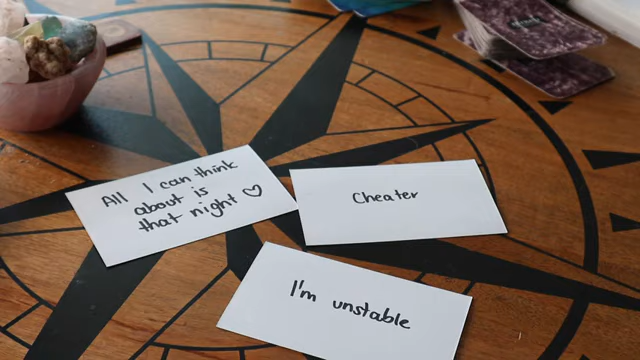 All I can think
about is
that night ♡
Cheater
I'm unstable